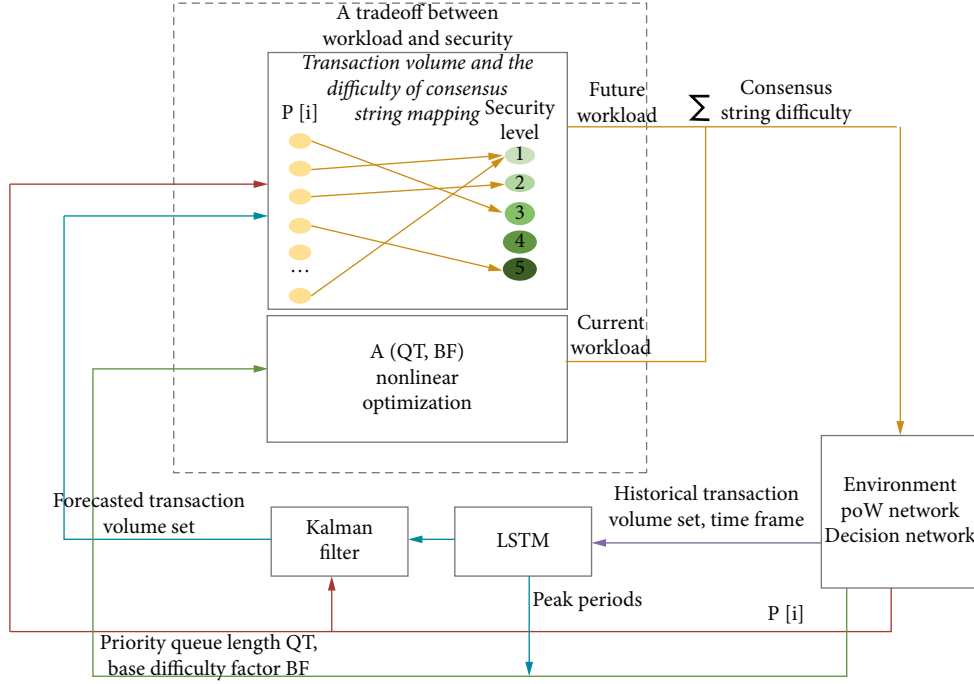 A tradeoff between
workload and security
Transaction volume and the
difficulty of consensus
string mapping
P [i]
Security
level
1
2
3
4
5
...
Future
workload
∑
Consensus
string difficulty
A (QT, BF)
nonlinear
optimization
Current
workload
Forecasted transaction
volume set
Kalman
filter
LSTM
Historical transaction
volume set, time frame
Environment
poW network
Decision network
Peak periods
P [i]
Priority queue length QT,
base difficulty factor BF